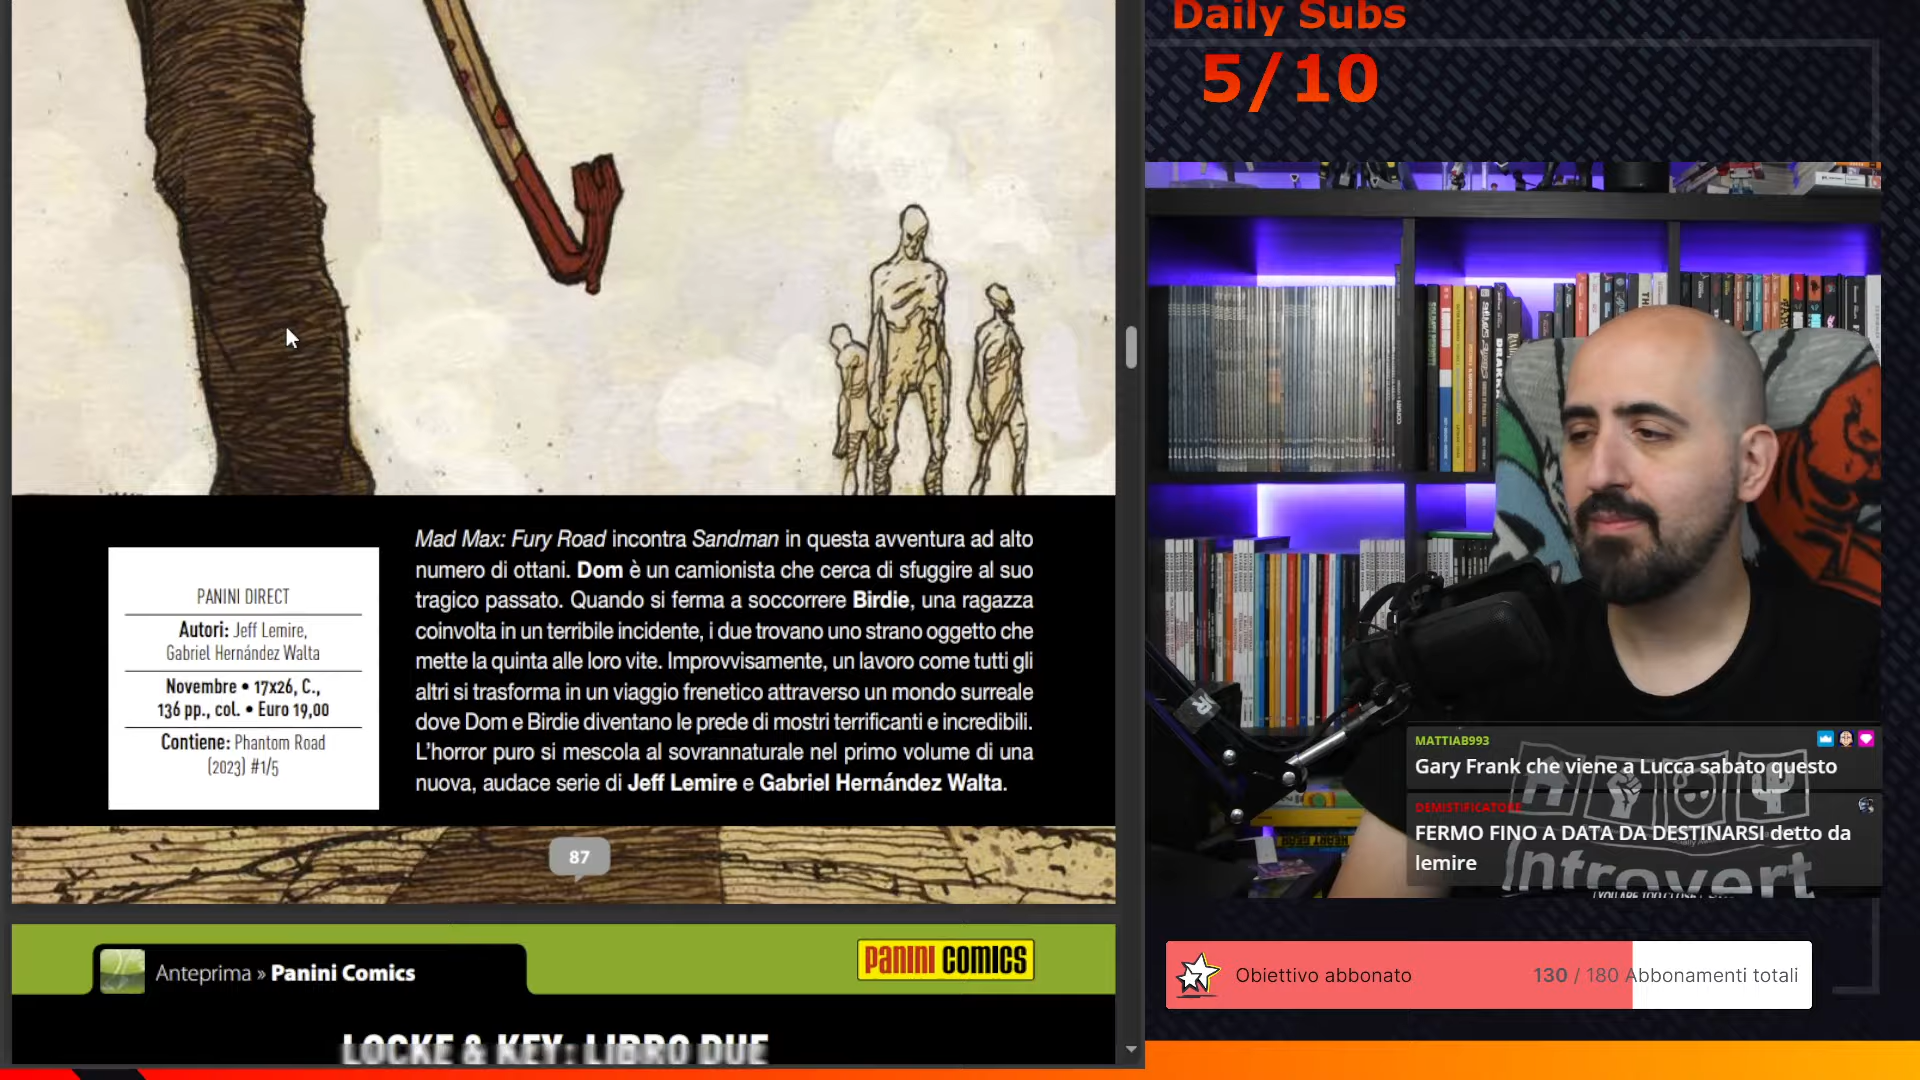 Daily Subs
5/10
PANINI DIRECT
Autori: Jeff Lemire,
Gabriel Hernández Walta
Novembre • 17x26, C.,
136 pp., col. • Euro 19,00
Contiene: Phantom Road
(2023) #1/5
Mad Max: Fury Road incontra Sandman in questa avventura ad alto
numero di ottani. Dom è un camionista che cerca di sfuggire al suo
tragico passato. Quando si ferma a soccorrere Birdie, una ragazza
coinvolta in un terribile incidente, i due trovano uno strano oggetto che
mette la quinta alle loro vite. Improvvisamente, un lavoro come tutti gli
altri si trasforma in un viaggio frenetico attraverso un mondo surreale
dove Dom e Birdie diventano le prede di mostri terrificanti e incredibili.
L'horror puro si mescola al sovrannaturale nel primo volume di una
nuova, audace serie di Jeff Lemire e Gabriel Hernández Walta.
87
Anteprima » Panini Comics
PANINI COMICS
LOCKE & KEY: LIBRO DUE
MATTIAB993
Gary Frank che viene a Lucca sabato questo
DEMISTIFICATORE
FERMO FINO A DATA DA DESTINARSI detto da
lemire
Introvert
Obiettivo abbonato
130 / 180 Abbonamenti totali